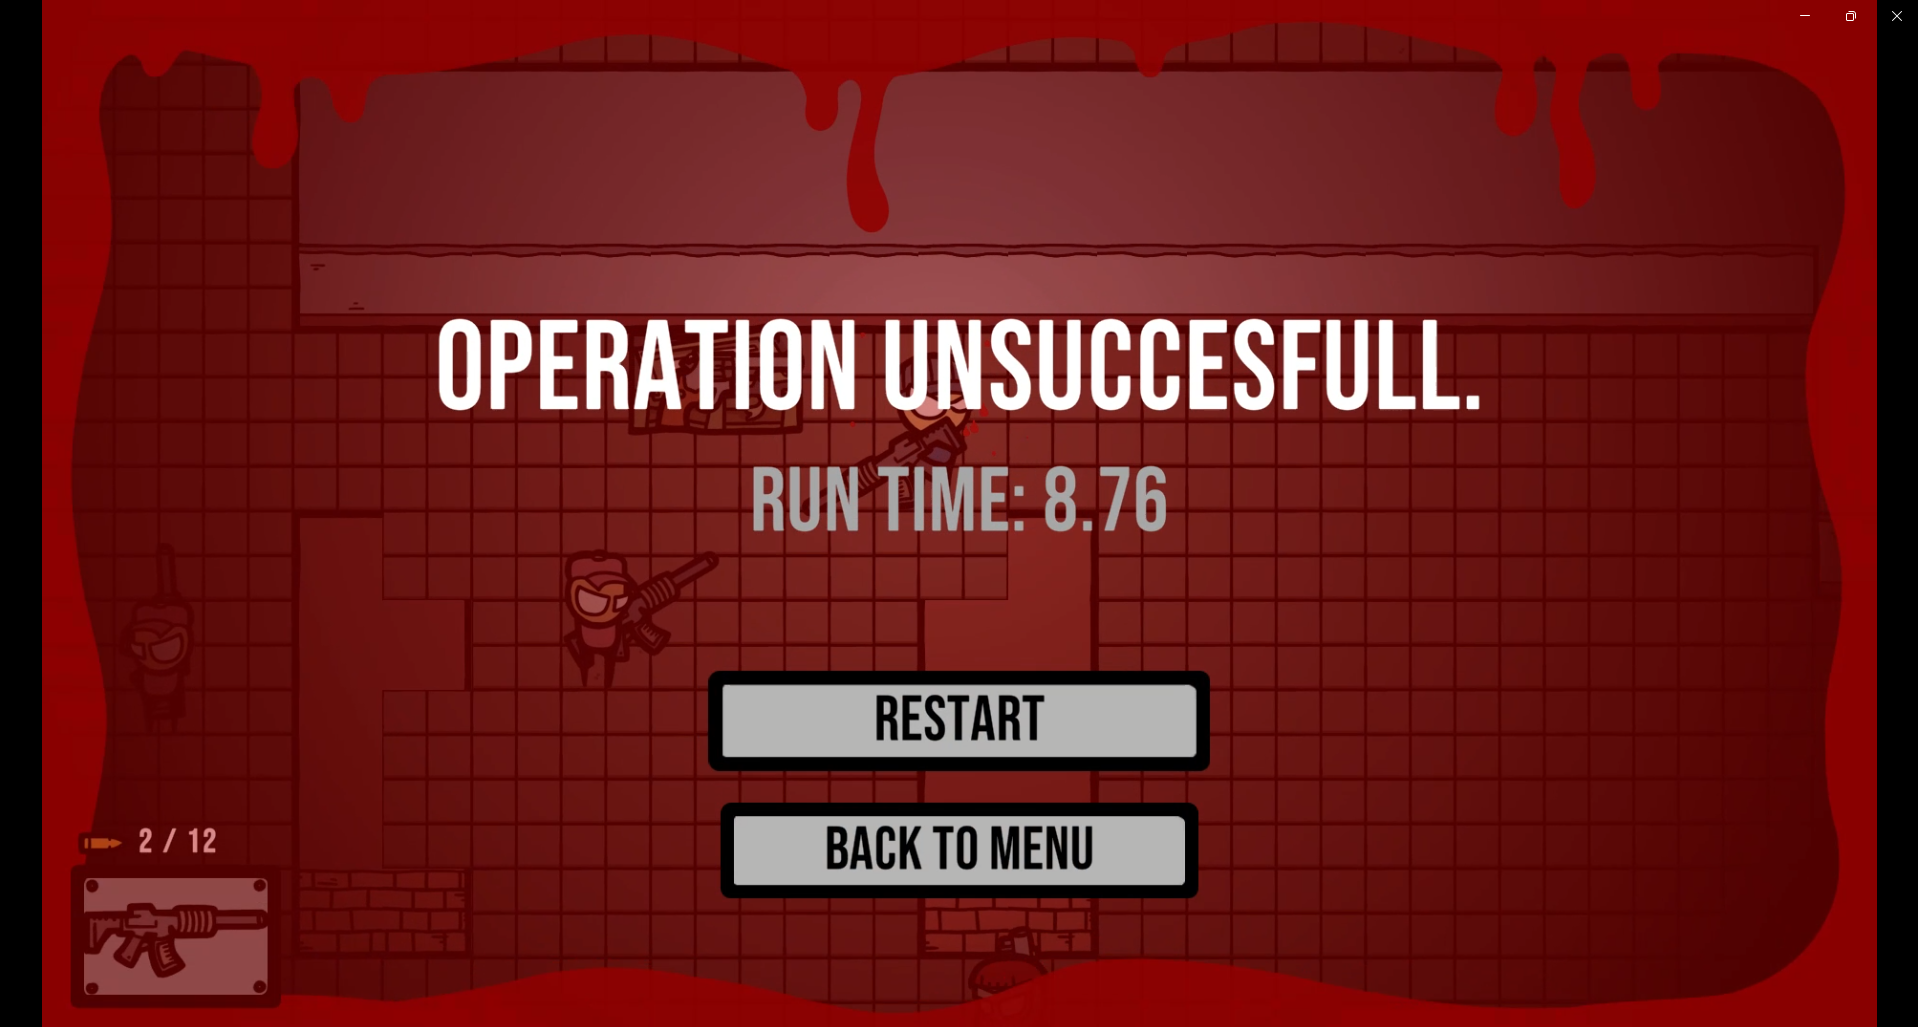 OPERATION UNSUCCESFULL.
RUN TIME: 8.76
RESTART
BACK TO MENU
2 / 12